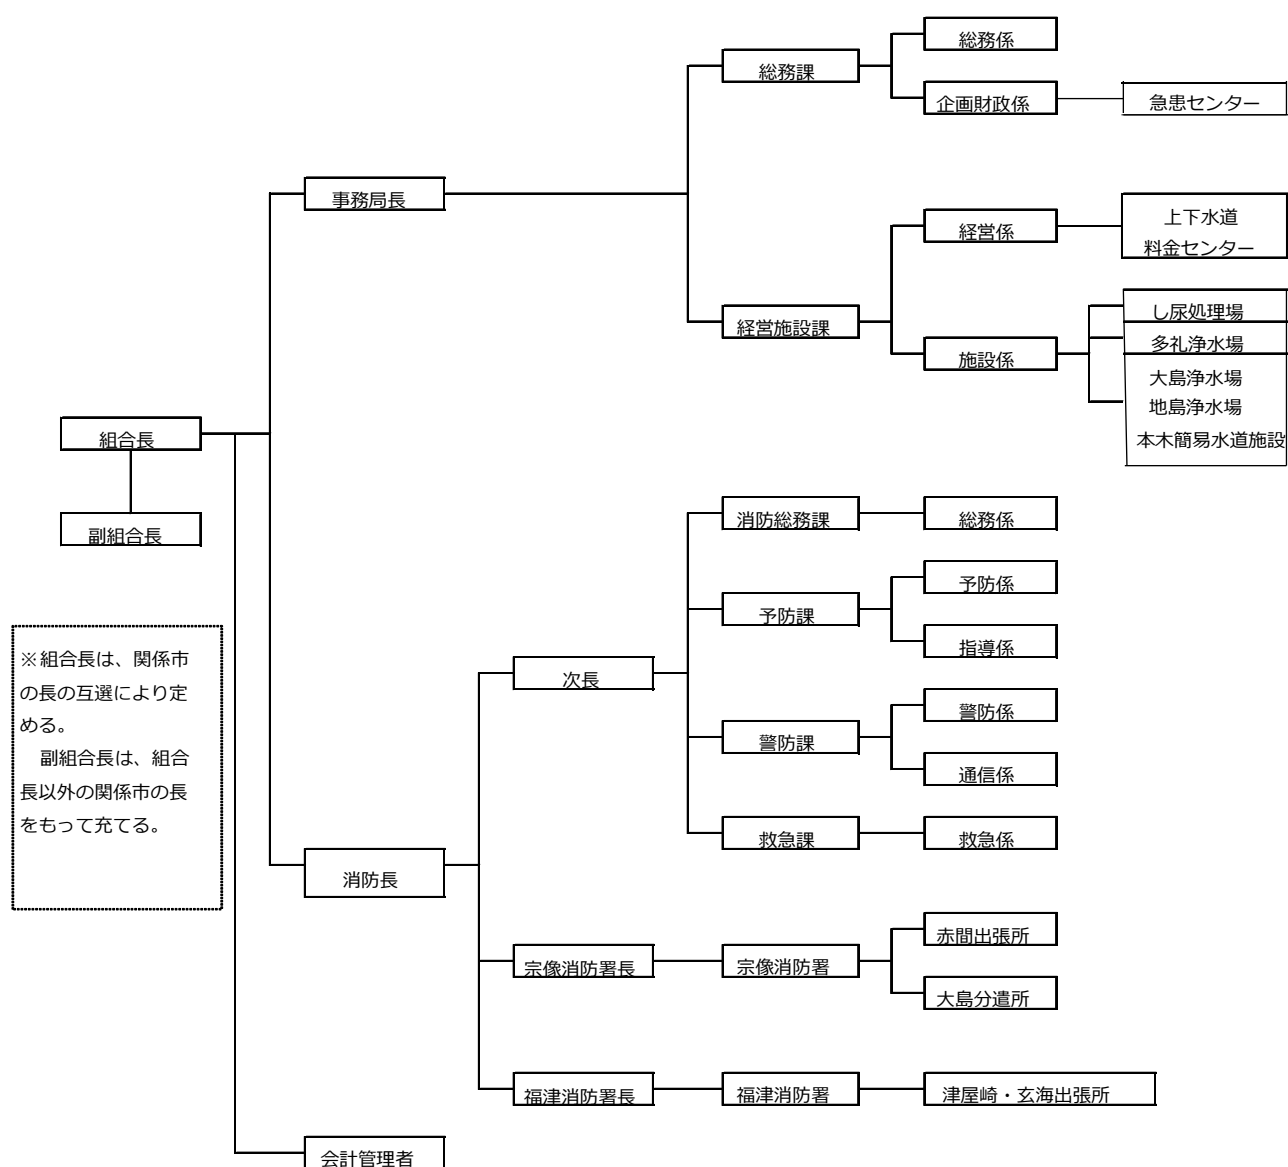 総務係
総務課
企画財政係
急患センター
事務局長
経営係
上下水道
料金センター
経営施設課
し尿処理場
施設係
多礼浄水場
大島浄水場
地島浄水場
本木簡易水道施設
組合長
副組合長
消防総務課
総務係
予防課
予防係
指導係
※組合長は、関係市
の長の互選により定
める。
副組合長は、組合
長以外の関係市の長
をもって充てる。
次長
警防課
警防係
通信係
救急課
救急係
消防長
宗像消防署長
宗像消防署
赤間出張所
大島分遣所
福津消防署長
福津消防署
津屋崎・玄海出張所
会計管理者